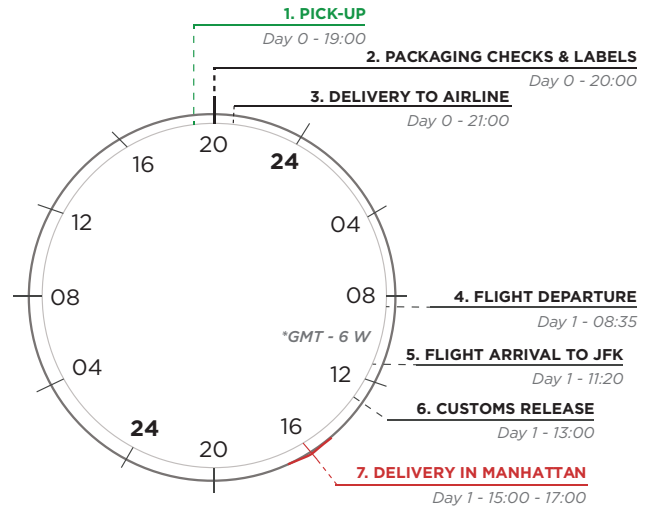 1. PICK-UP
Day 0 - 19:00
2. PACKAGING CHECKS & LABELS
Day 0 - 20:00
3. DELIVERY TO AIRLINE
Day 0 - 21:00
20
24
16
04
12
08
08
4. FLIGHT DEPARTURE
Day 1 - 08:35
*GMT - 6 W
5. FLIGHT ARRIVAL TO JFK
Day 1 - 11:20
04
12
6. CUSTOMS RELEASE
Day 1 - 13:00
24
16
20
7. DELIVERY IN MANHATTAN
Day 1 - 15:00 - 17:00